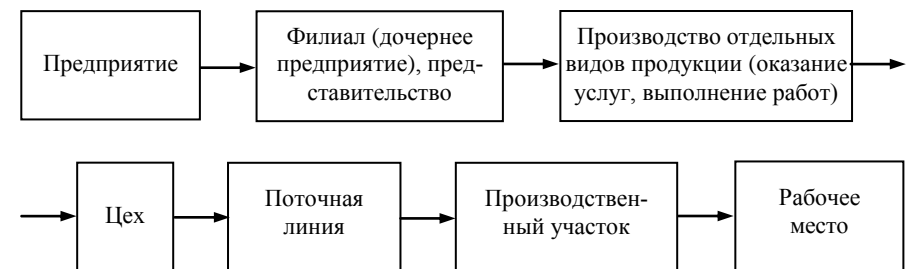 Предприятие
Филиал (дочернее
предприятие), пред-
ставительство
Производство отдельных
видов продукции (оказание
услуг, выполнение работ)
Цех
Поточная
линия
Производствен-
ный участок
Рабочее
место